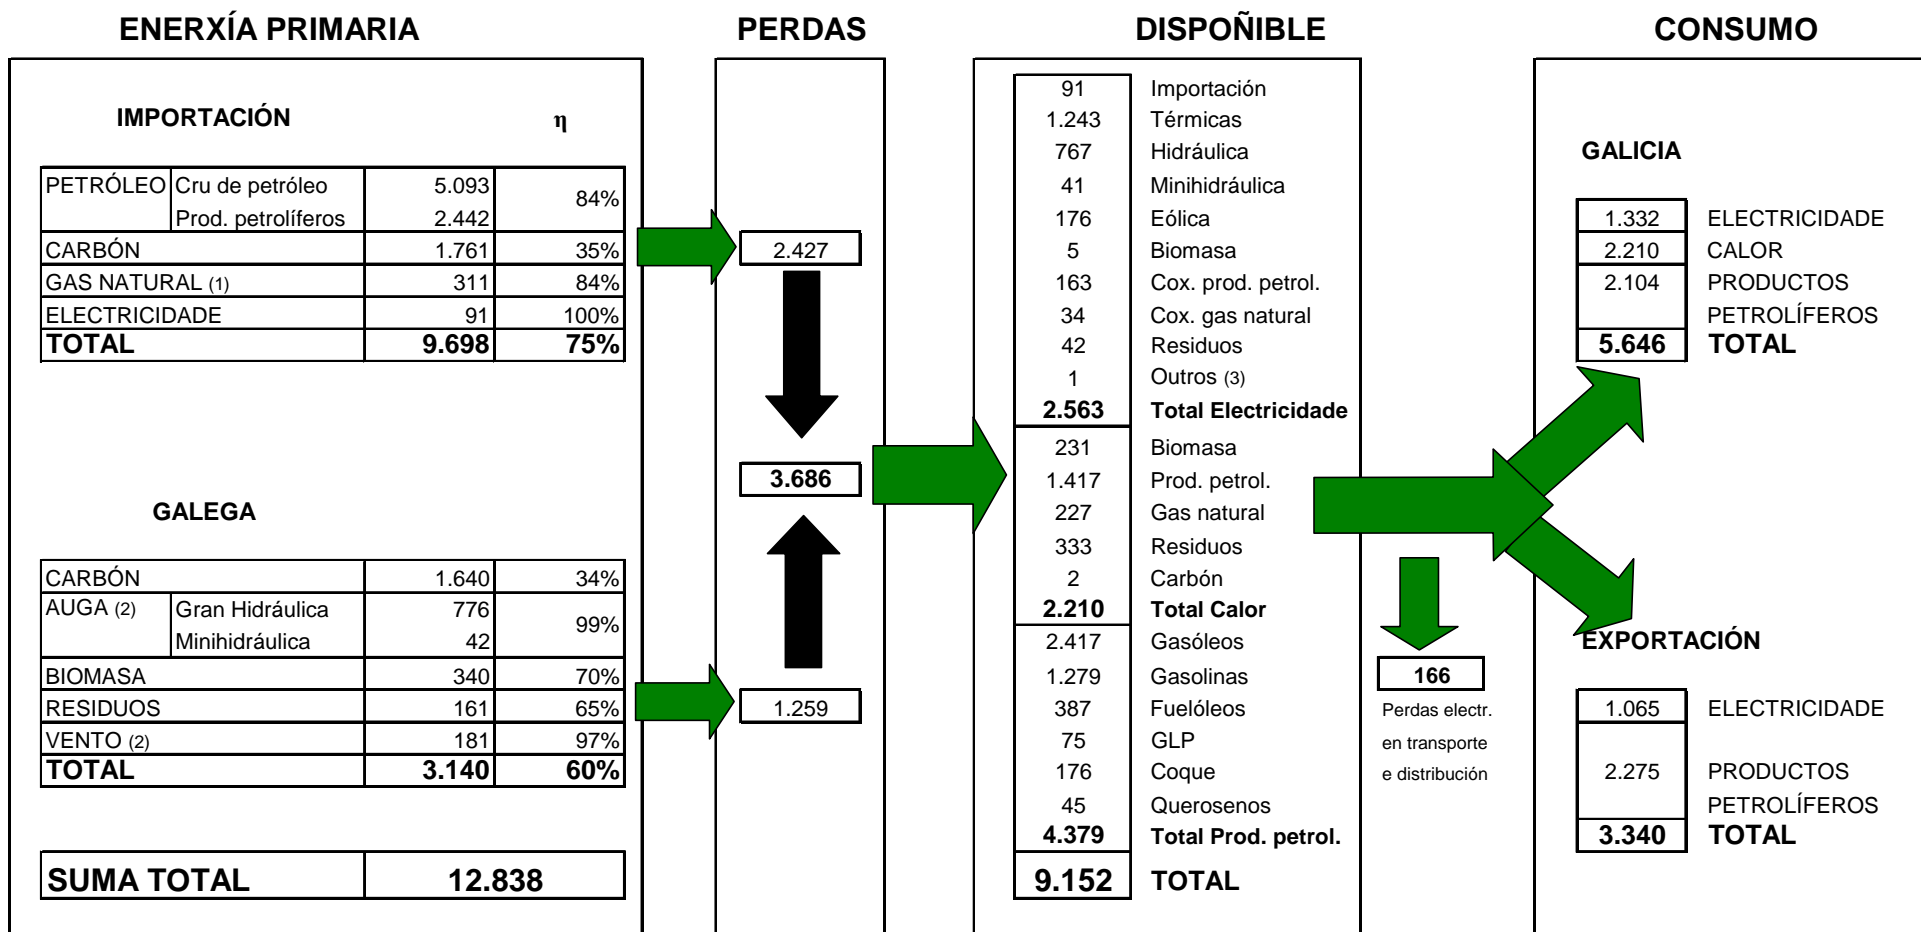 ENERXÍA PRIMARIA
IMPORTACIÓN η
PETRÓLEO Cru de petróleo 5.093 84%
Prod. petrolíferos 2.442
CARBÓN 1.761 35%
GAS NATURAL (1) 311 84%
ELECTRICIDADE 91 100%
TOTAL 9.698 75%
GALEGA
CARBÓN 1.640 34%
AUGA (2) Gran Hidráulica 776 99%
Minihidráulica 42
BIOMASA 340 70%
RESIDUOS 161 65%
VENTO (2) 181 97%
TOTAL 3.140 60%
SUMA TOTAL 12.838
PERDAS
2.427
3.686
1.259
DISPOÑIBLE
91 Importación
1.243 Térmicas
767 Hidráulica
41 Minihidráulica
176 Eólica
5 Biomasa
163 Cox. prod. petrol.
34 Cox. gas natural
42 Residuos
1 Outros (3)
2.563 Total Electricidade
231 Biomasa
1.417 Prod. petrol.
227 Gas natural
333 Residuos
2 Carbón
2.210 Total Calor
2.417 Gasóleos
1.279 Gasolinas
387 Fuelóleos
75 GLP
176 Coque
45 Querosenos
4.379 Total Prod. petrol.
9.152 TOTAL
166
Perdas electr.
en transporte
e distribución
CONSUMO
GALICIA
1.332 ELECTRICIDADE
2.210 CALOR
2.104 PRODUCTOS
PETROLÍFEROS
5.646 TOTAL
EXPORTACIÓN
1.065 ELECTRICIDADE
2.275 PRODUCTOS
PETROLÍFEROS
3.340 TOTAL